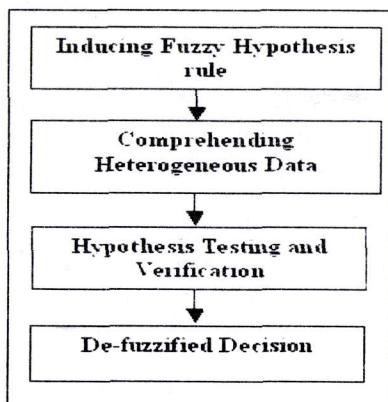 Inducing Fuzzy Hypothesis
rule
Comprehending
Heterogeneous Data
Hypothesis Testing and
Verification
De-fuzzified Decision